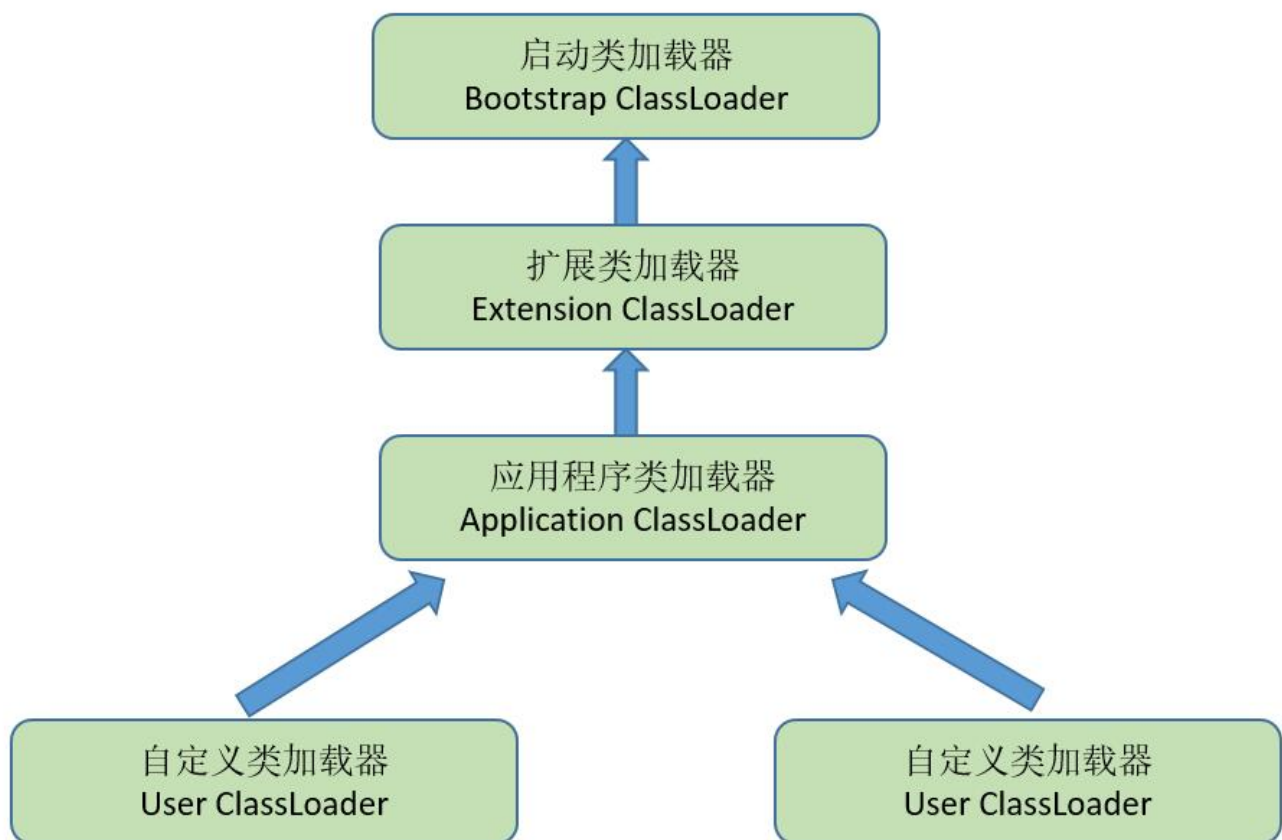 启动类加载器
Bootstrap ClassLoader
扩展类加载器
Extension ClassLoader
应用程序类加载器
Application ClassLoader
自定义类加载器
User ClassLoader
自定义类加载器
User ClassLoader